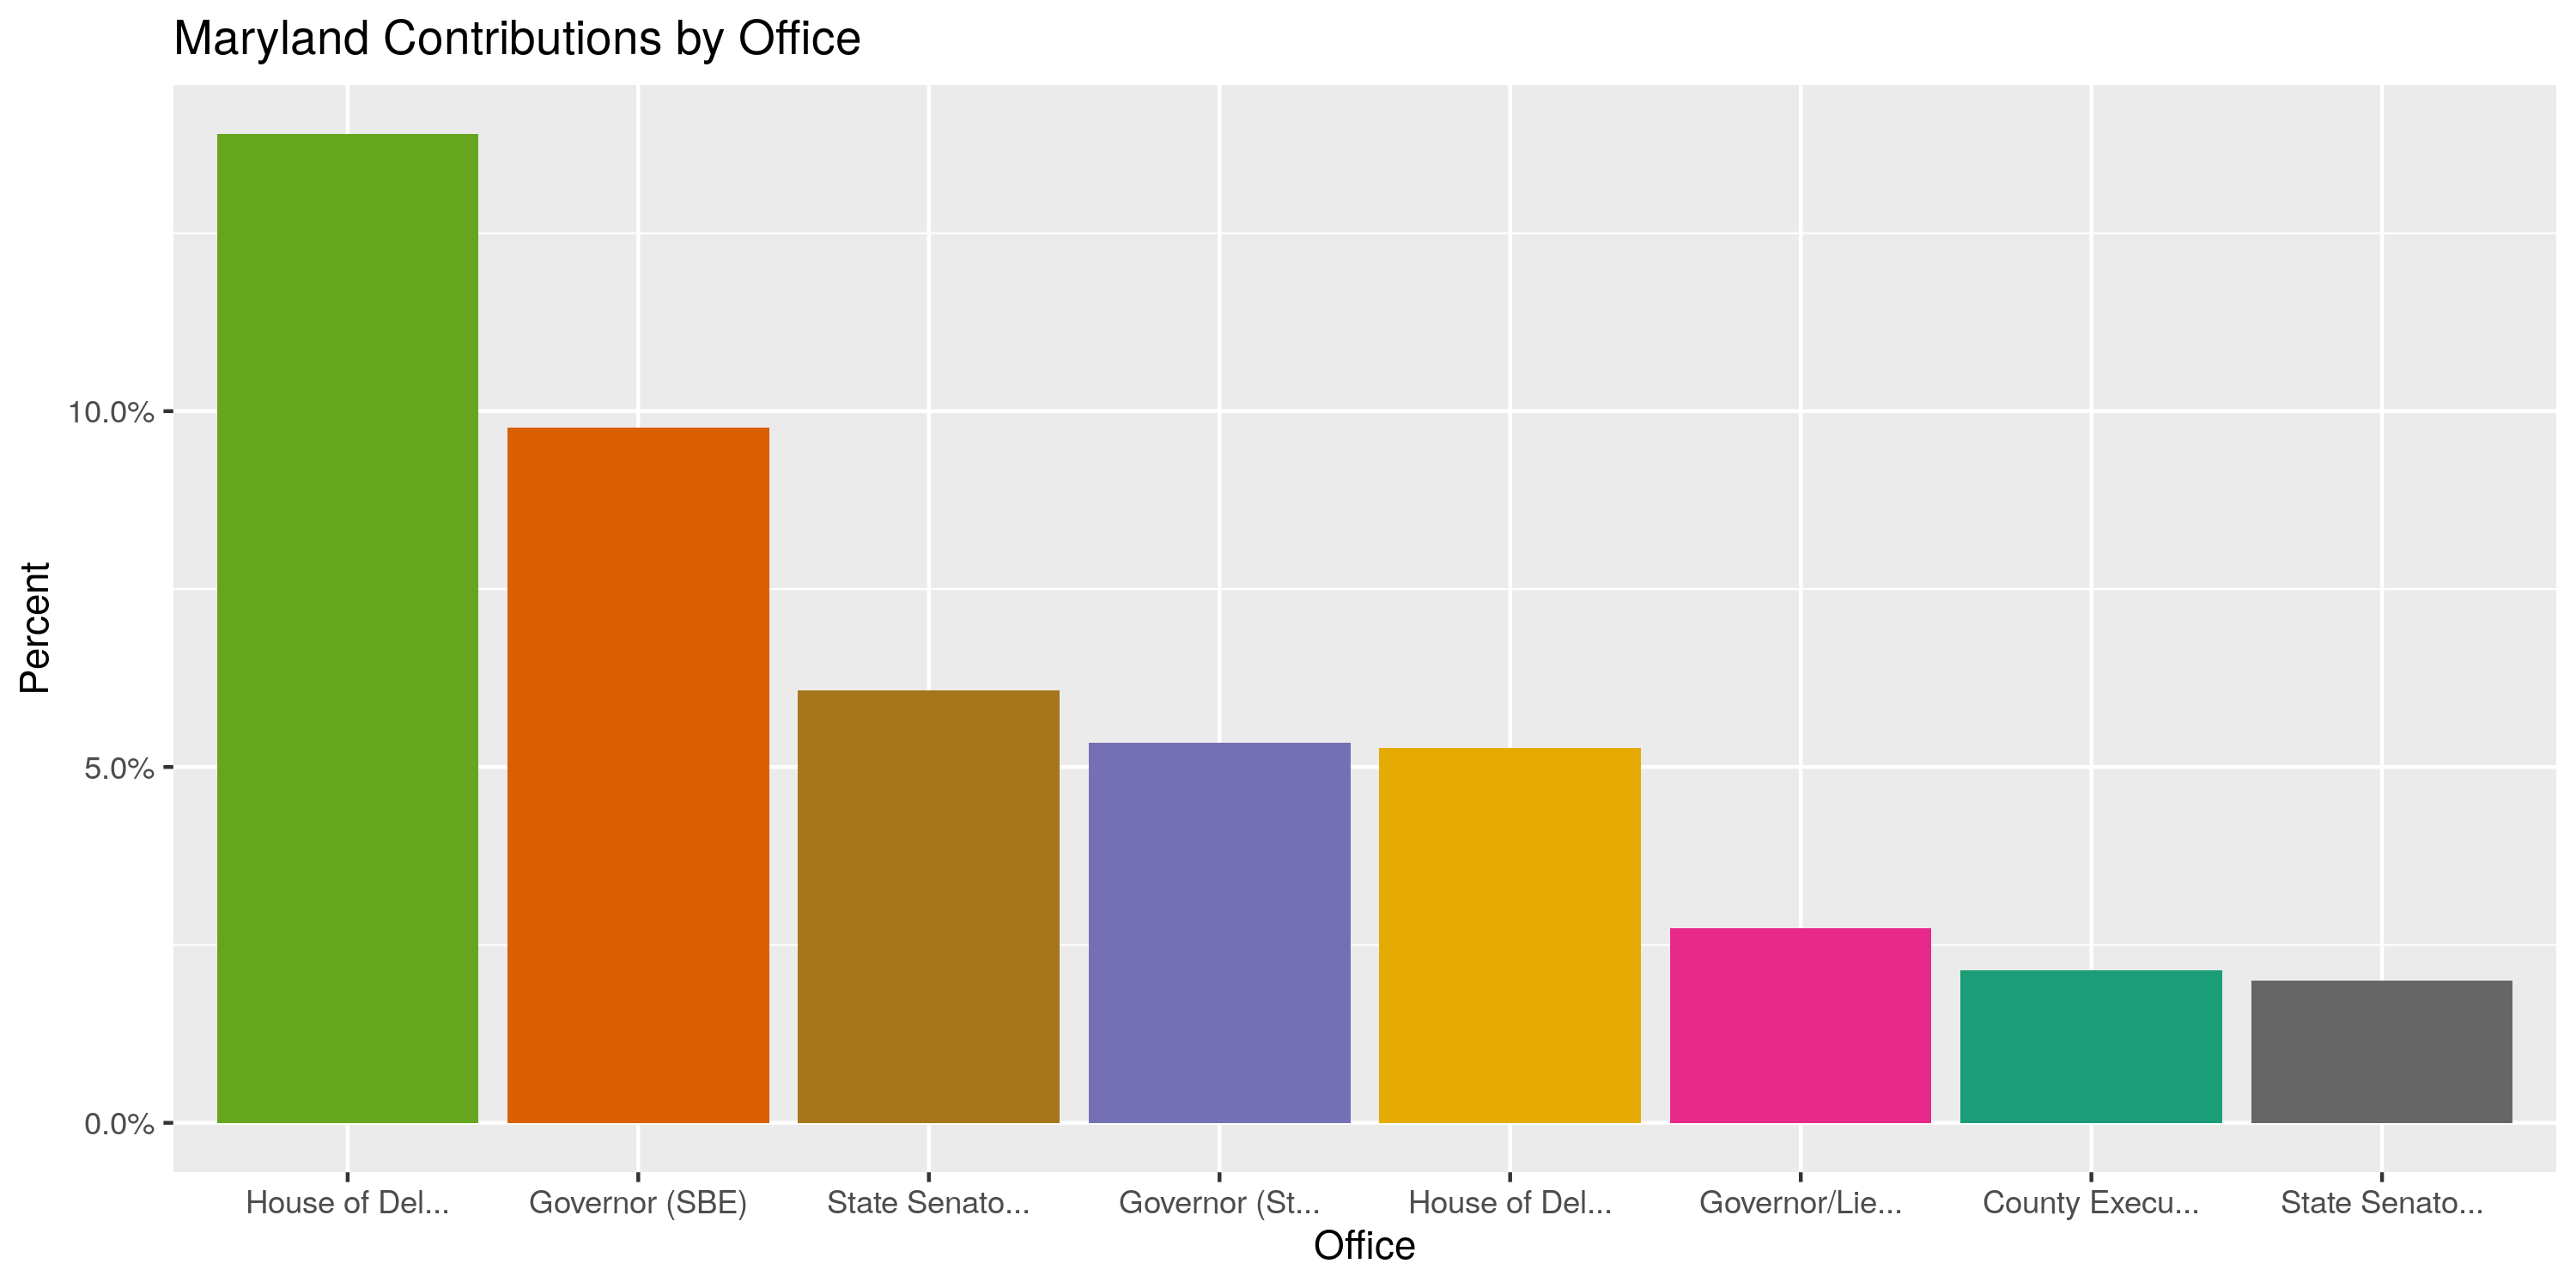 Maryland Contributions by Office
Percent
10.0%
5.0%
0.0%
House of Del...
Governor (SBE)
State Senato...
Governor (St...
House of Del...
Governor/Lie...
County Execu...
State Senato...
Office